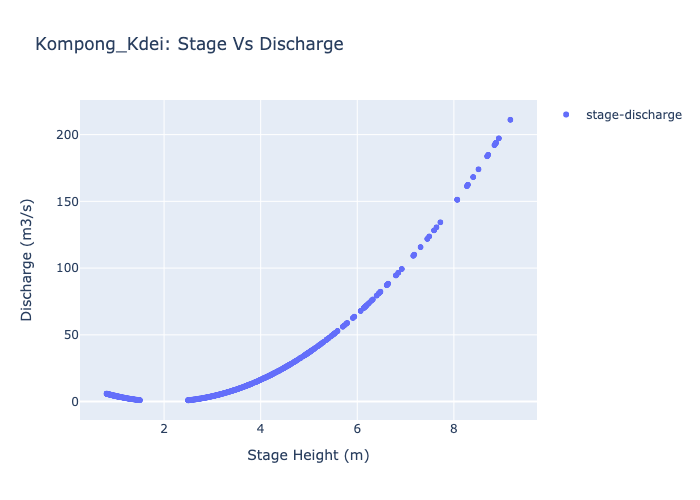 Kompong_Kdei: Stage Vs Discharge
stage-discharge
200
150
100
50
0
Discharge (m3/s)
2
4
6
8
Stage Height (m)